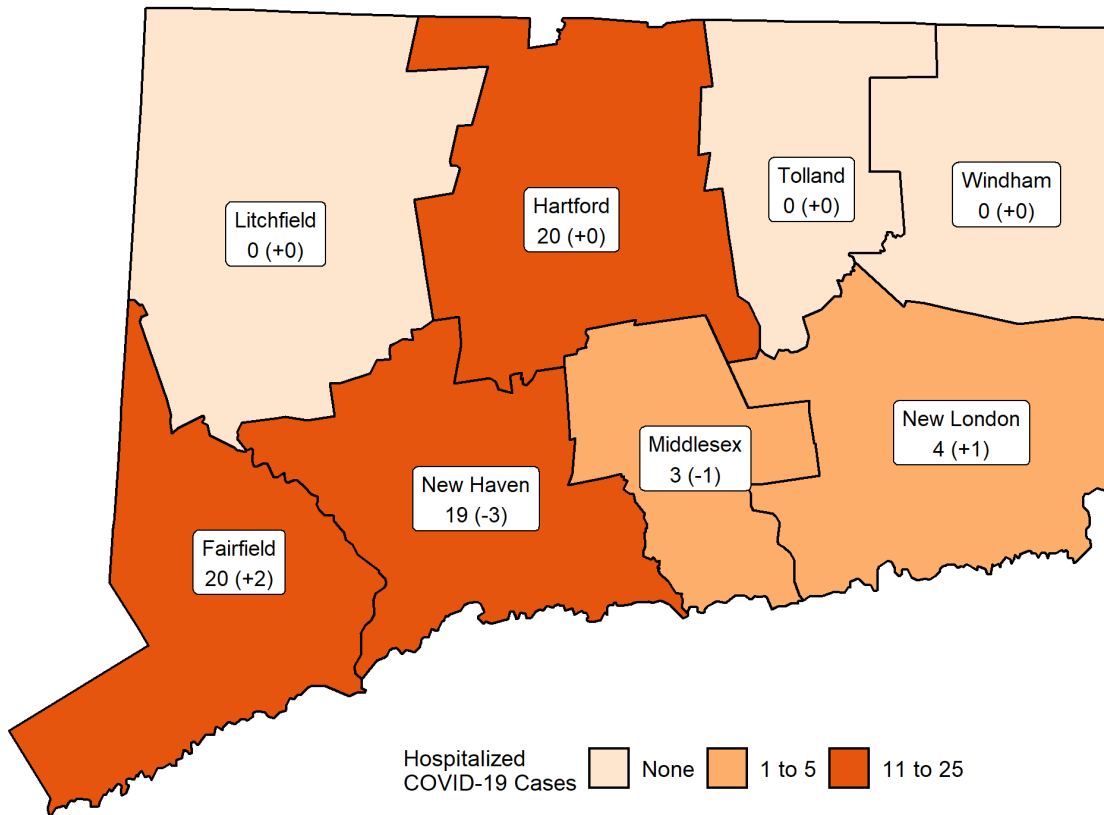 Litchfield
0 (+0)
Hartford
20 (+0)
Tolland
0 (+0)
Windham
0 (+0)
Fairfield
20 (+2)
New Haven
19 (-3)
Middlesex
3 (-1)
New London
4 (+1)
Hospitalized
COVID-19 Cases
None
1 to 5
11 to 25